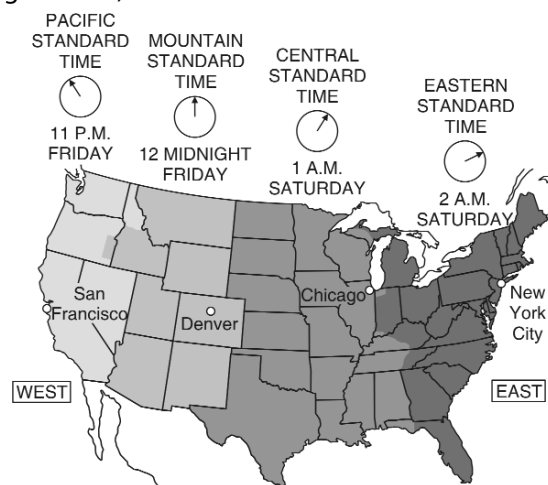 PACIFIC
STANDARD
TIME
11 P.M.
FRIDAY
MOUNTAIN
STANDARD
TIME
12 MIDNIGHT
FRIDAY
CENTRAL
STANDARD
TIME
1 A.M.
SATURDAY
EASTERN
STANDARD
TIME
2 A.M.
SATURDAY
San
Francisco
Denver
Chicago
New
York
City
WEST
EAST